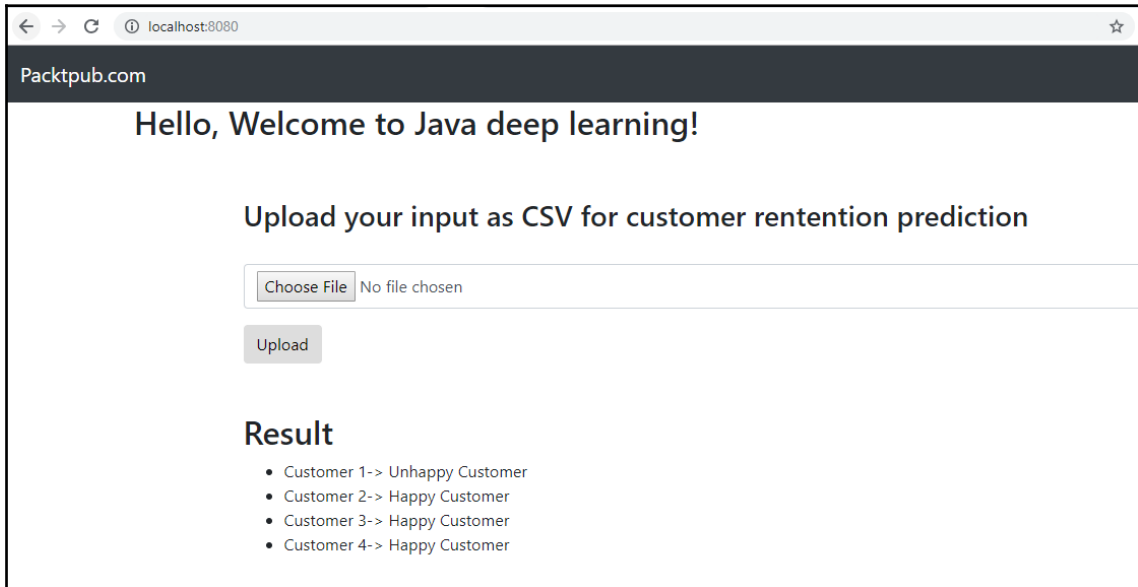 localhost:8080
Packtpub.com
Hello, Welcome to Java deep learning!
Upload your input as CSV for customer rentention prediction
Choose File No file chosen
Upload
Result
Customer 1-> Unhappy Customer
Customer 2-> Happy Customer
Customer 3-> Happy Customer
Customer 4-> Happy Customer